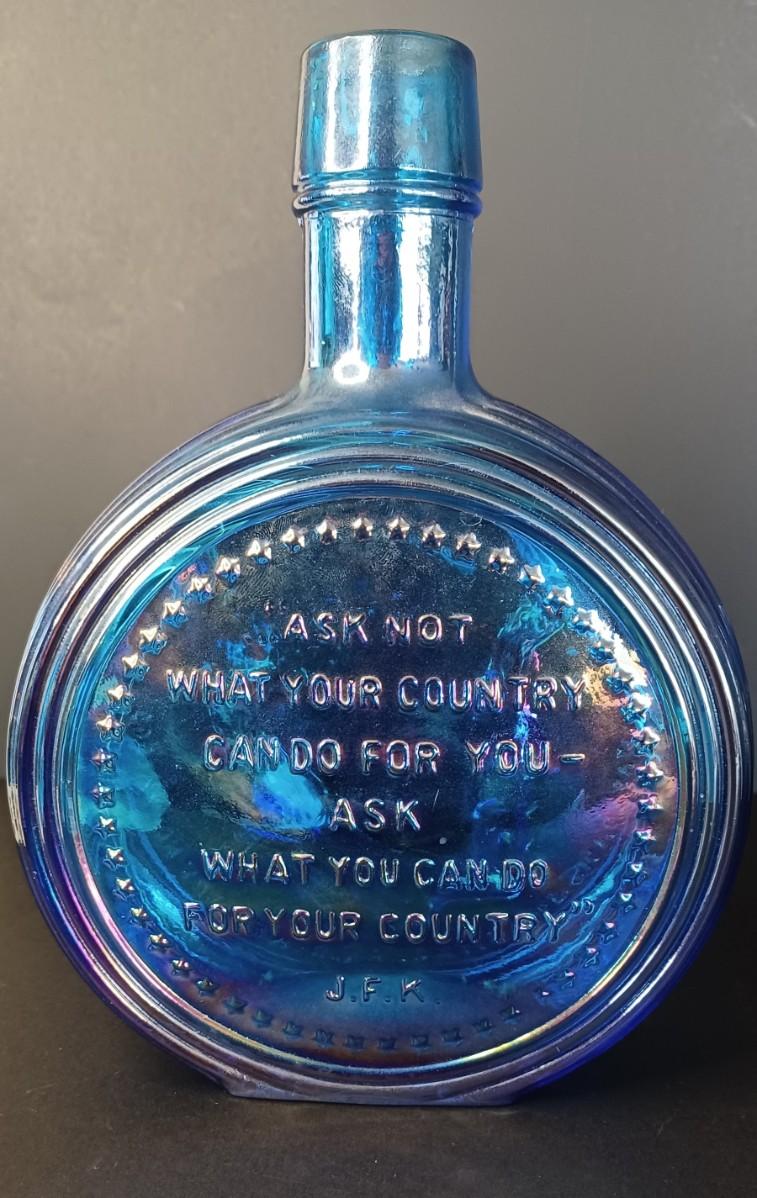 "ASK NOT
WHAT YOUR COUNTRY
CAN DO FOR YOU-
ASK
WHAT YOU CAN DO
FOR YOUR COUNTRY"
J.F.K.